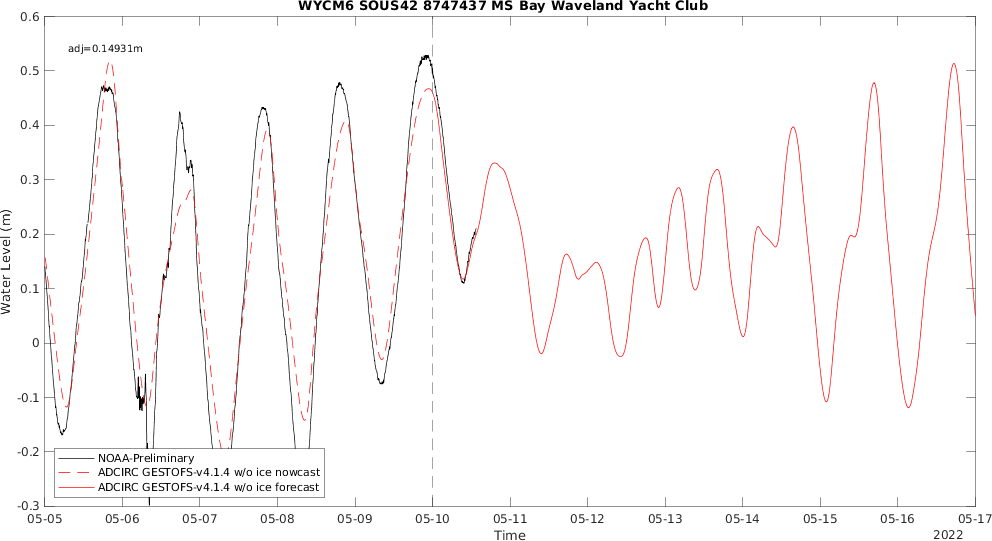 WYCM6 SOUS42 8747437 MS Bay Waveland Yacht Club
adj=0.14931m
0.6
0.5
0.4
0.3
0.2
0.1
0
-0.1
-0.2
-0.3
Water Level (m)
NOAA-Preliminary
ADCIRC GESTOFS-v4.1.4 w/o ice nowcast
ADCIRC GESTOFS-v4.1.4 w/o ice forecast
05-05 05-06 05-07 05-08 05-09 05-10 05-11 05-12 05-13 05-14 05-15 05-16 05-17
Time
2022